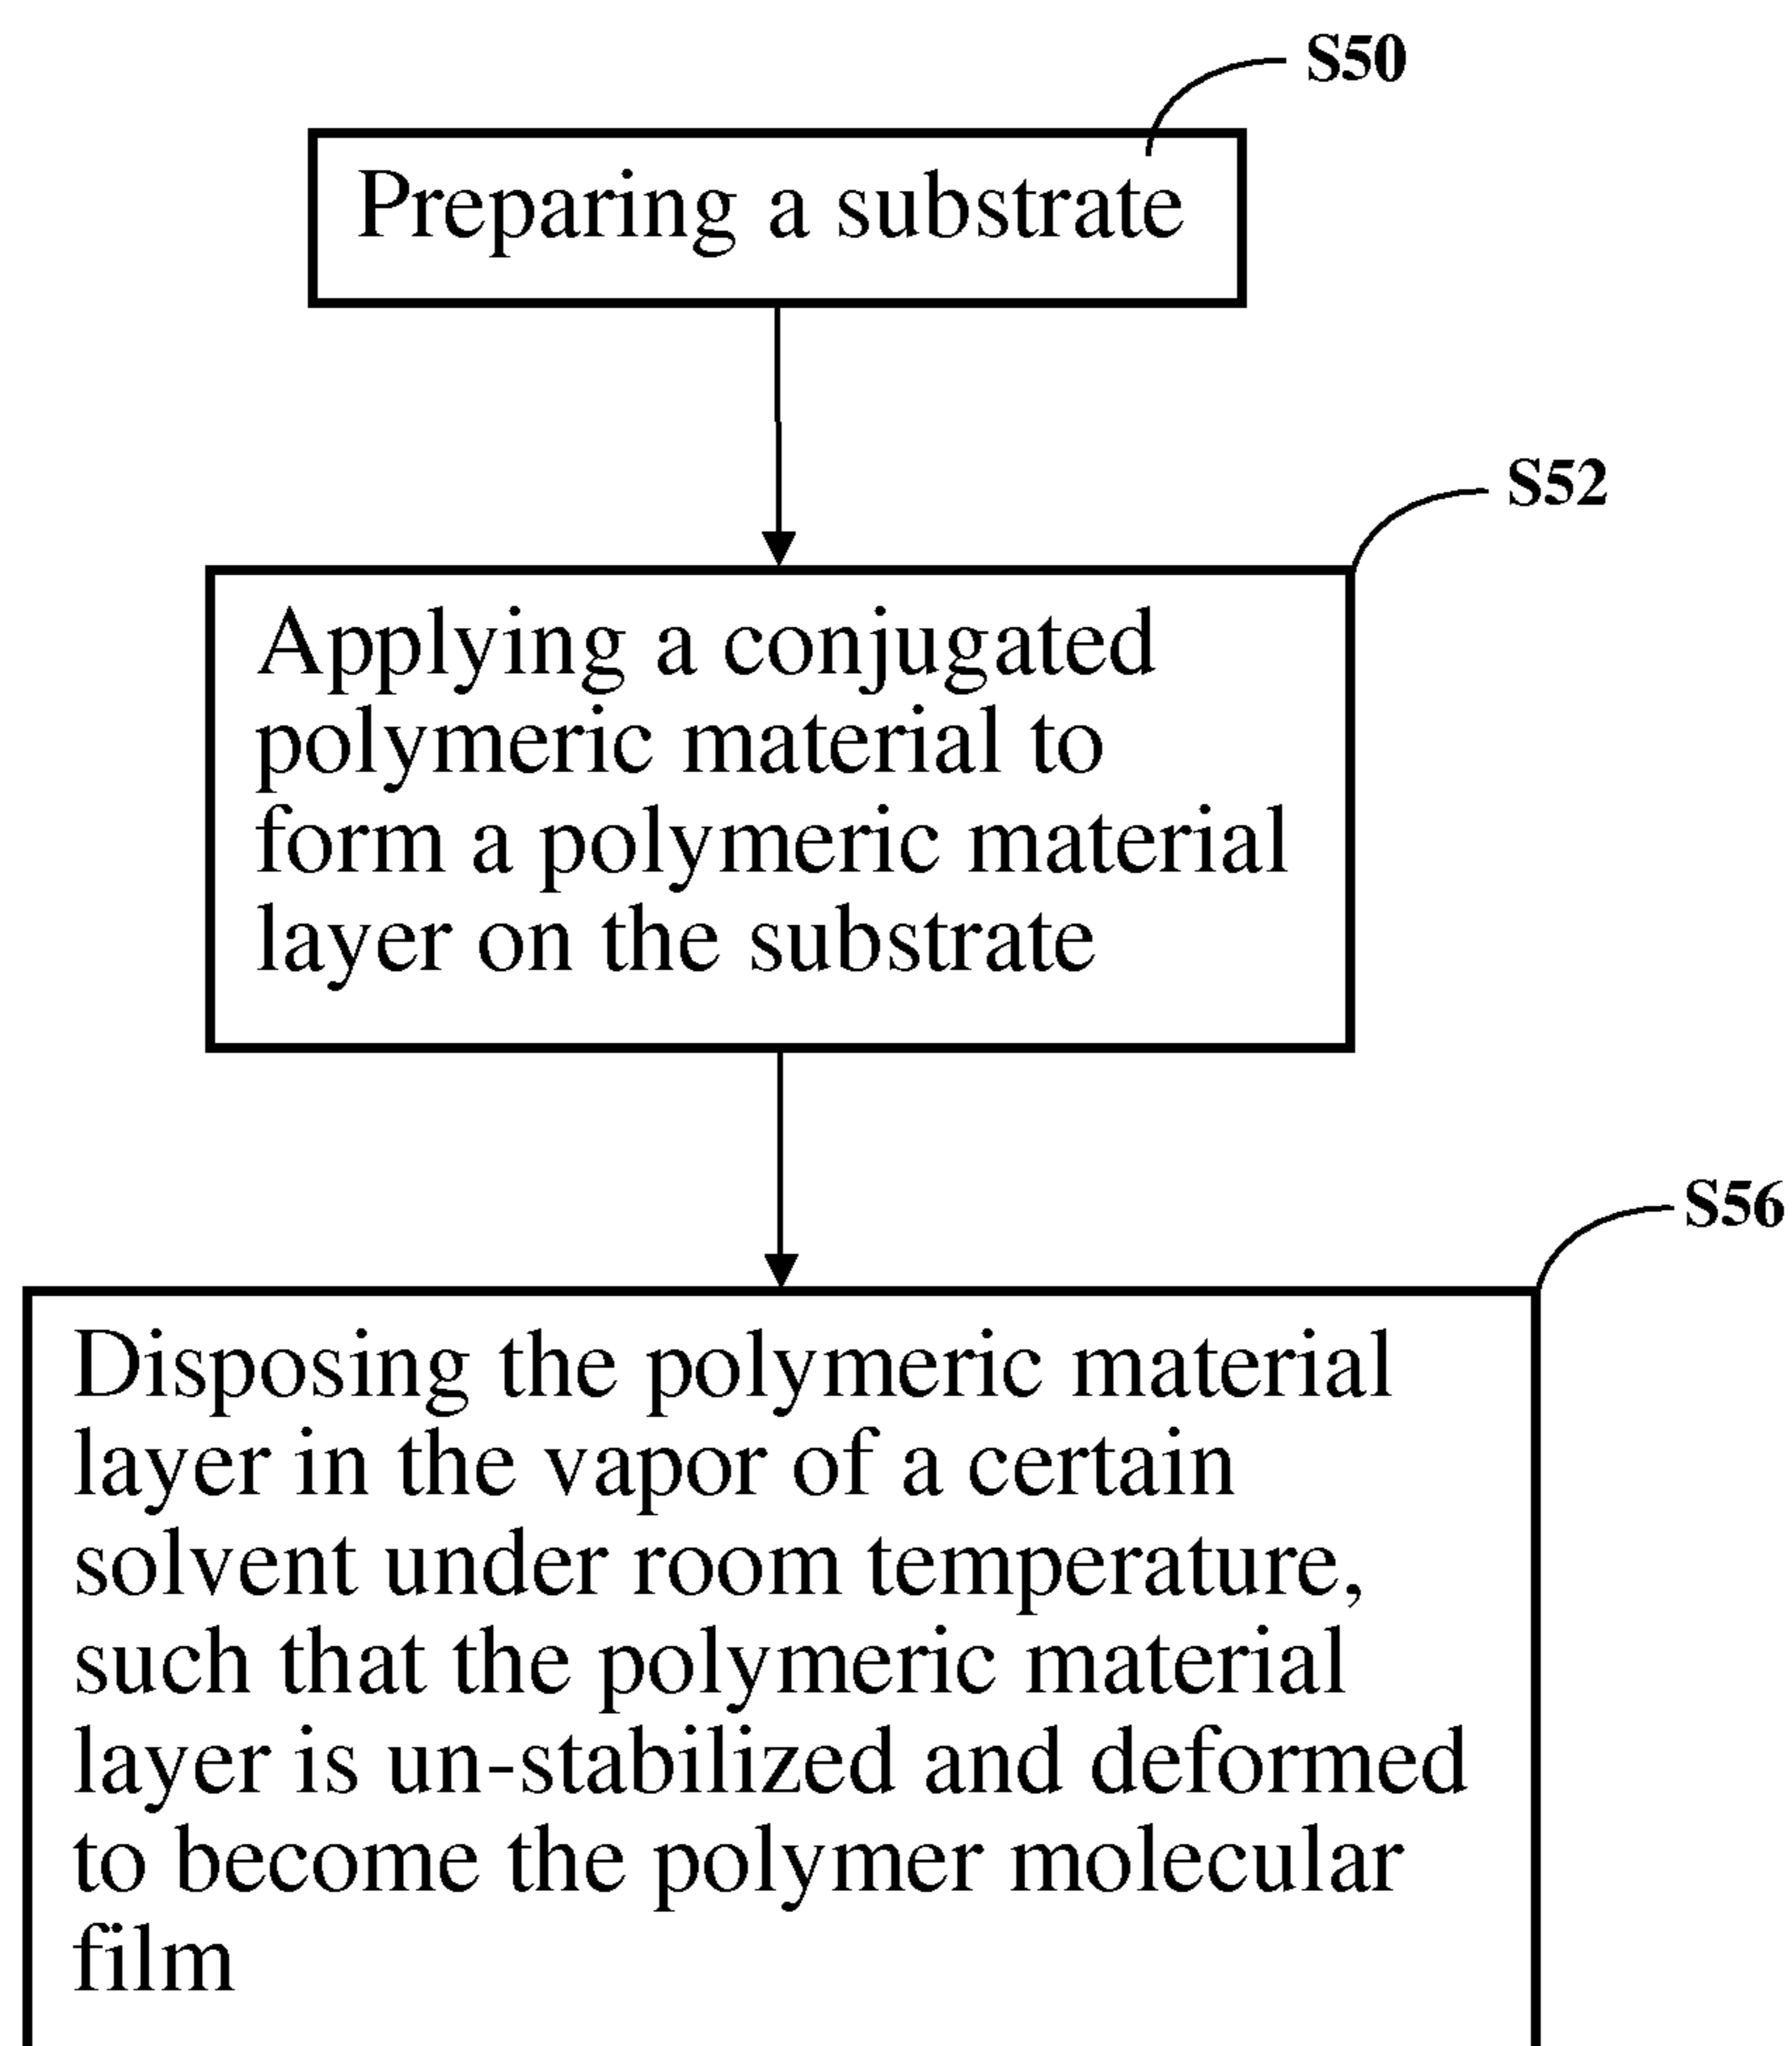 S50
Preparing a substrate
S52
Applying a conjugated
polymeric material to
form a polymeric material
layer on the substrate
S56
Disposing the polymeric material
layer in the vapor of a certain
solvent under room temperature,
such that the polymeric material
layer is un-stabilized and deformed
to become the polymer molecular
film